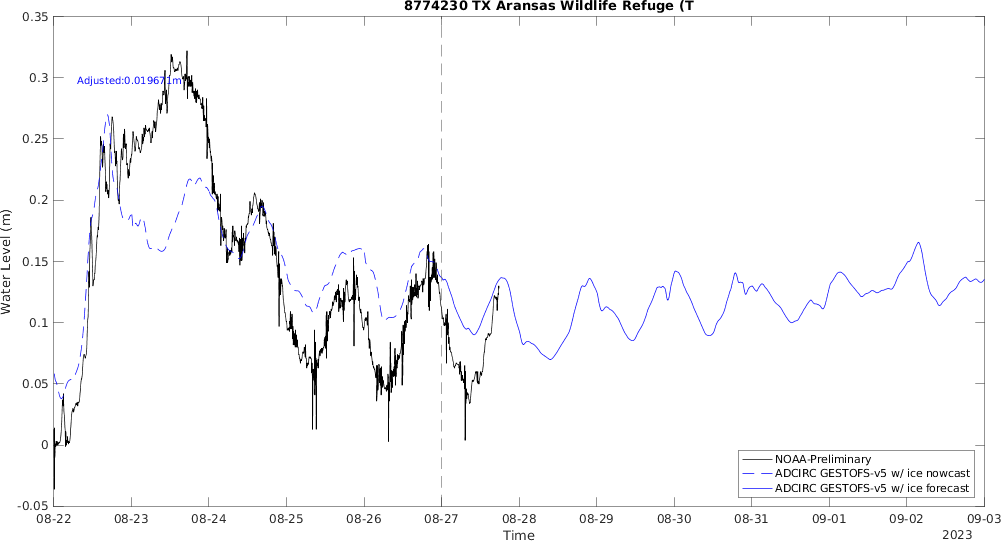 8774230 TX Aransas Wildlife Refuge (T
0.35
0.3
0.25
0.2
0.15
0.1
0.05
0
-0.05
Water Level (m)
Adjusted:0.019671m
NOAA-Preliminary
ADCIRC GESTOFS-v5 w/ ice nowcast
ADCIRC GESTOFS-v5 w/ ice forecast
08-22 08-23 08-24 08-25 08-26 08-27 08-28 08-29 08-30 08-31 09-01 09-02 09-03
Time
2023